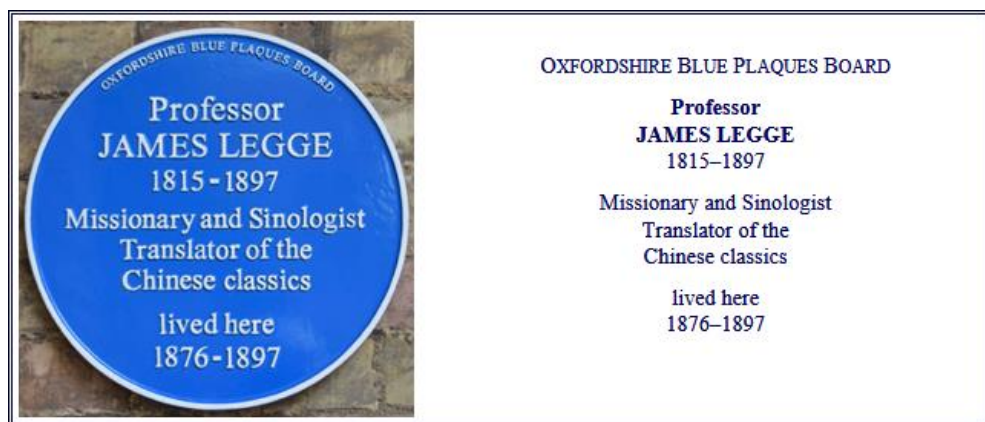 OXFORDSHIRE BLUE PLAQUES BOARD
Professor
JAMES LEGGE
1815-1897
Missionary and Sinologist
Translator of the
Chinese classics
lived here
1876-1897
OXFORDSHIRE BLUE PLAQUES BOARD
Professor
JAMES LEGGE
1815–1897
Missionary and Sinologist
Translator of the
Chinese classics
lived here
1876–1897